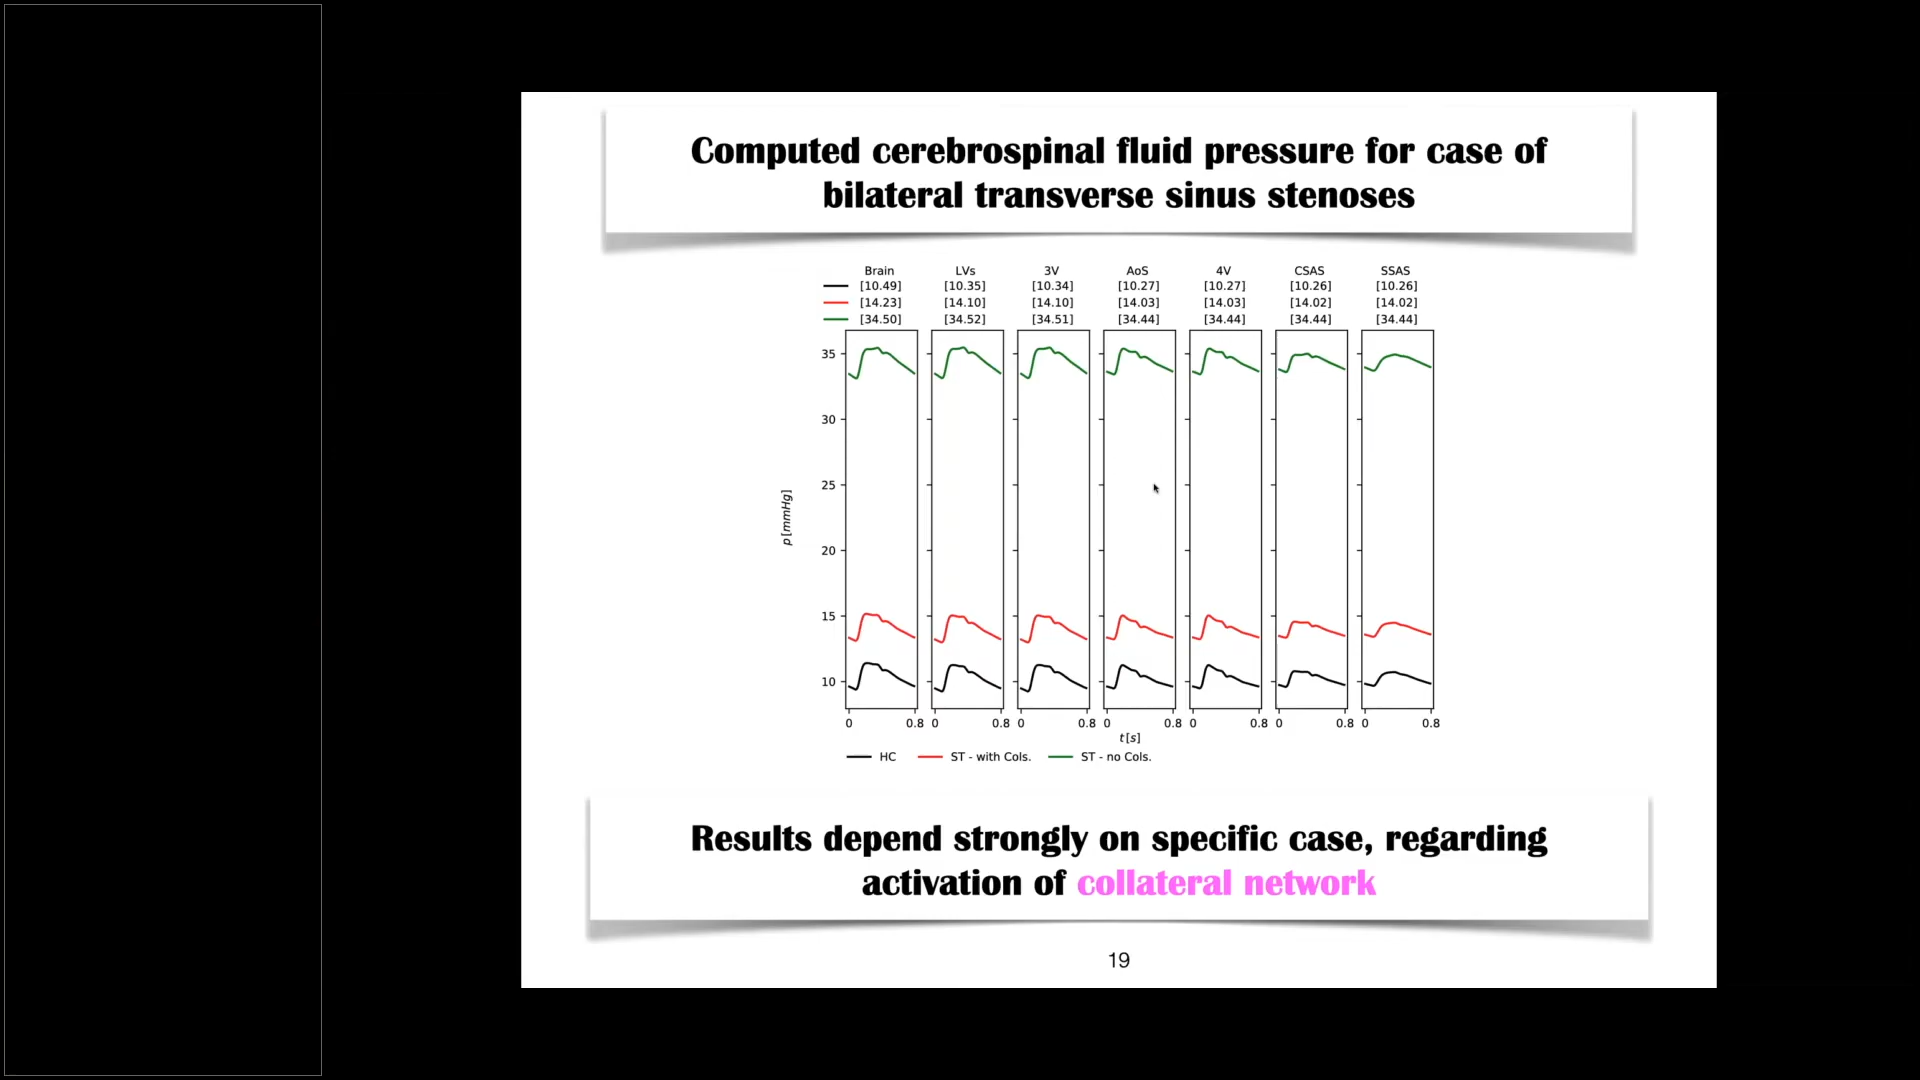 Computed cerebrospinal fluid pressure for case of
bilateral transverse sinus stenoses
Brain LVs 3V AoS 4V CSAS SSAS
[10.49] [10.35] [10.34] [10.27] [10.27] [10.26] [10.26]
[14.23] [14.10] [14.10] [14.03] [14.03] [14.02] [14.02]
[34.50] [34.52] [34.51] [34.44] [34.44] [34.44] [34.44]
35
30
25
20
15
10
p [mmHg]
0 0.8 0 0.8 0 0.8 0 0.8 0 0.8 0 0.8 0 0.8
t [s]
HC ST - with Cols. ST - no Cols.
Results depend strongly on specific case, regarding
activation of collateral network
19